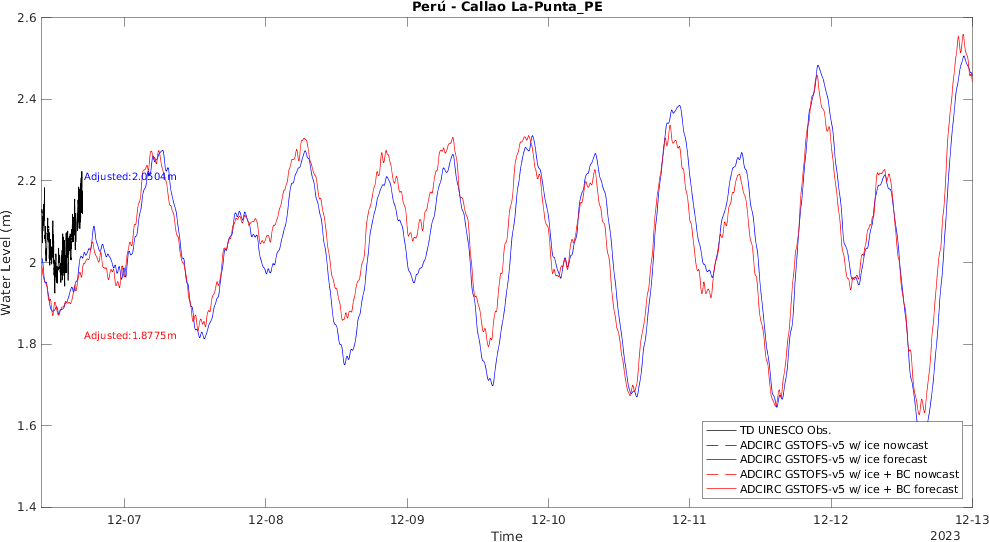 Perú - Callao La-Punta_PE
2.6
2.4
2.2
2
1.8
1.6
1.4
Water Level (m)
Adjusted:2.0504m
Adjusted:1.8775m
TD UNESCO Obs.
ADCIRC GSTOFS-v5 w/ ice nowcast
ADCIRC GSTOFS-v5 w/ ice forecast
ADCIRC GSTOFS-v5 w/ ice + BC nowcast
ADCIRC GSTOFS-v5 w/ ice + BC forecast
12-07 12-08 12-09 12-10 12-11 12-12 12-13
Time
2023